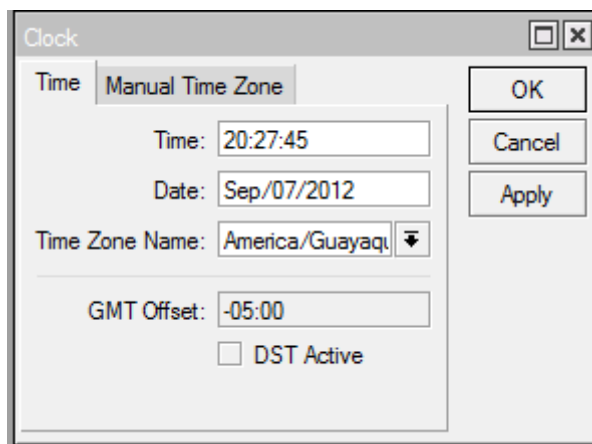 Clock
Time Manual Time Zone
OK
Time: 20:27:45
Cancel
Date: Sep/07/2012
Apply
Time Zone Name: America/Guayaqu
GMT Offset: -05:00
DST Active